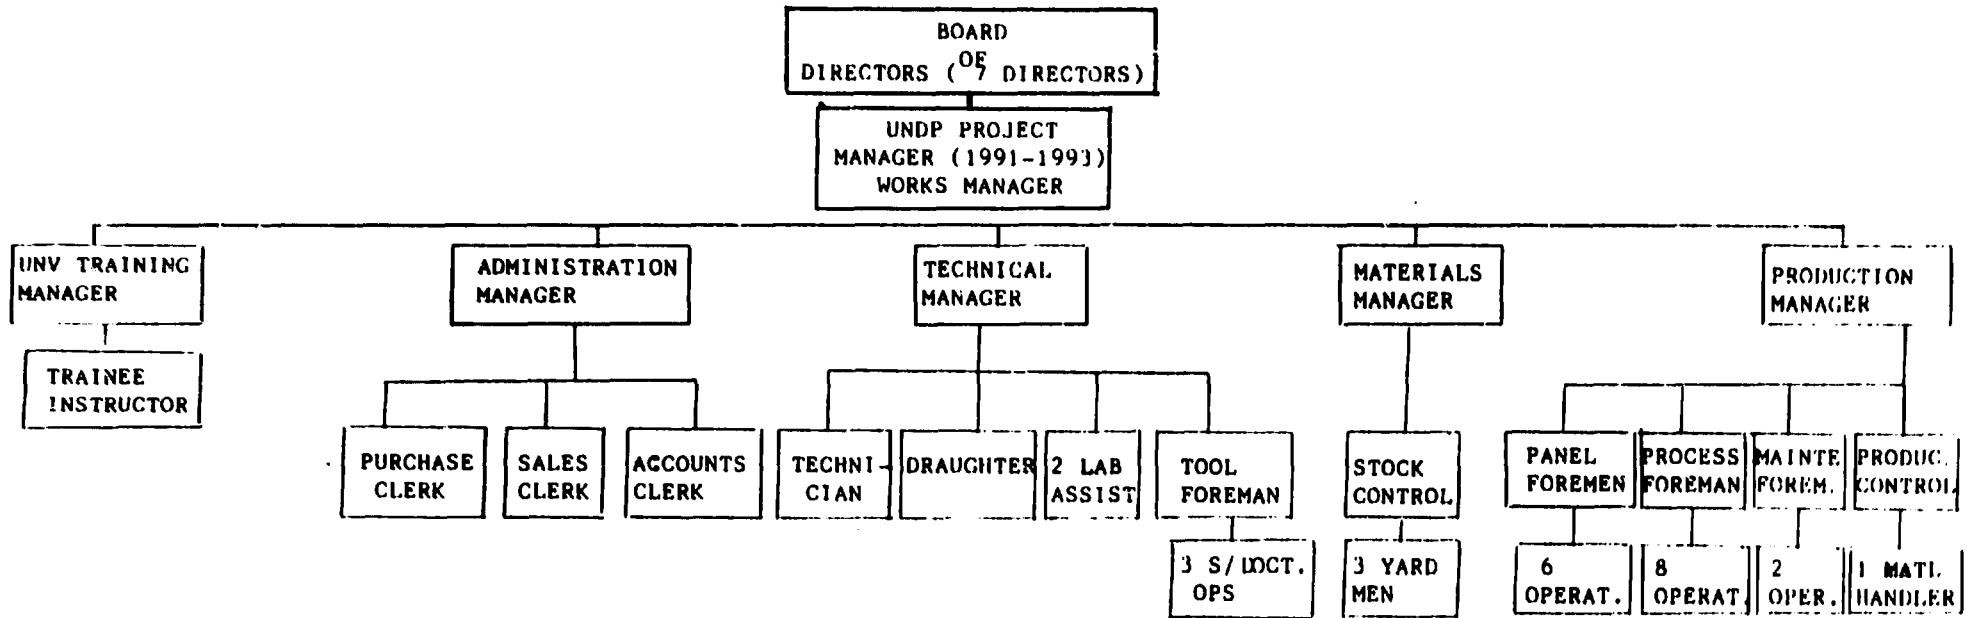 BOARD
OF
DIRECTORS ( 7 DIRECTORS)
UNDP PROJECT
MANAGER (1991-1993)
WORKS MANAGER
UNV TRAINING
MANAGER
ADMINISTRATION
MANAGER
TECHNICAL
MANAGER
MATERIALS
MANAGER
PRODUCTION
MANAGER
TRAINEE
INSTRUCTOR
PURCHASE
CLERK
SALES
CLERK
ACCOUNTS
CLERK
TECHNI-
CIAN
DRAUGHTER
2 LAB
ASSIST
TOOL
FOREMAN
STOCK
CONTROL
PANEL
FOREMEN
PROCESS
FOREMAN
MAINTE
FOREM.
PRODUC.
CONTROL
3 S/
OPS
3 YARD
MEN
6
OPERAT.
8
OPERAT.
2
OPER.
1 MATL
HANDLER